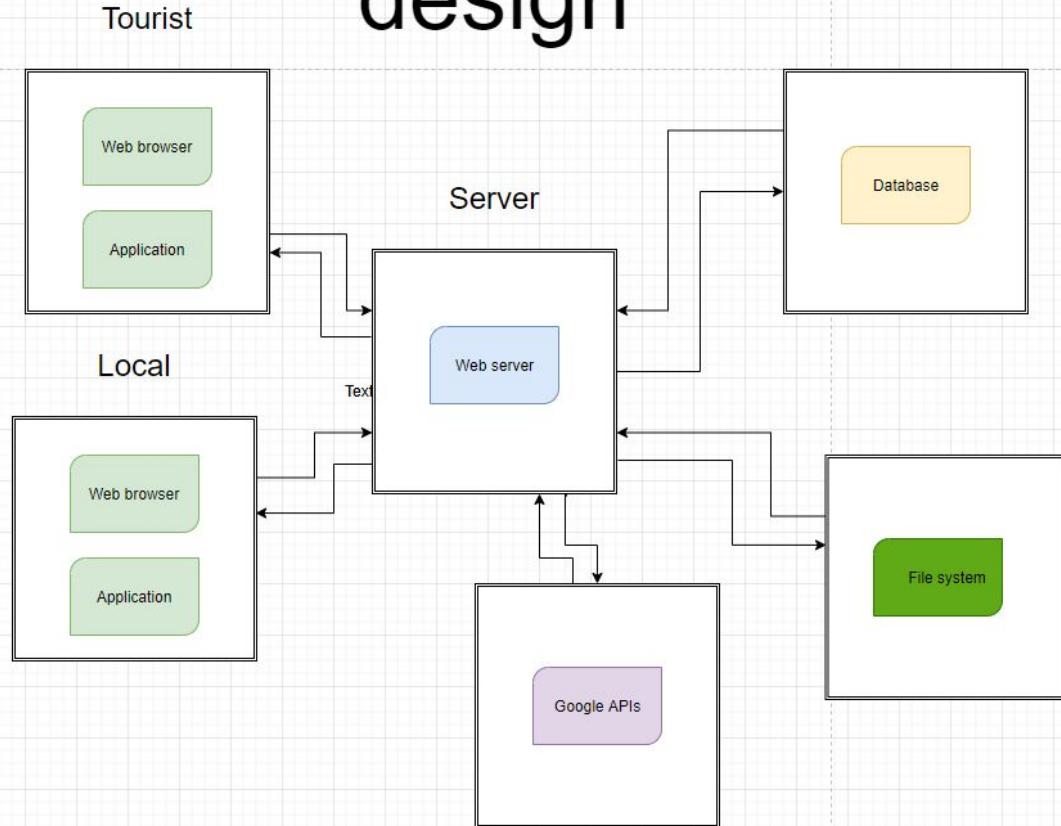 design
Tourist
Web browser
Application
Server
Database
Web server
Local
Text
Web browser
Application
File system
Google APIs